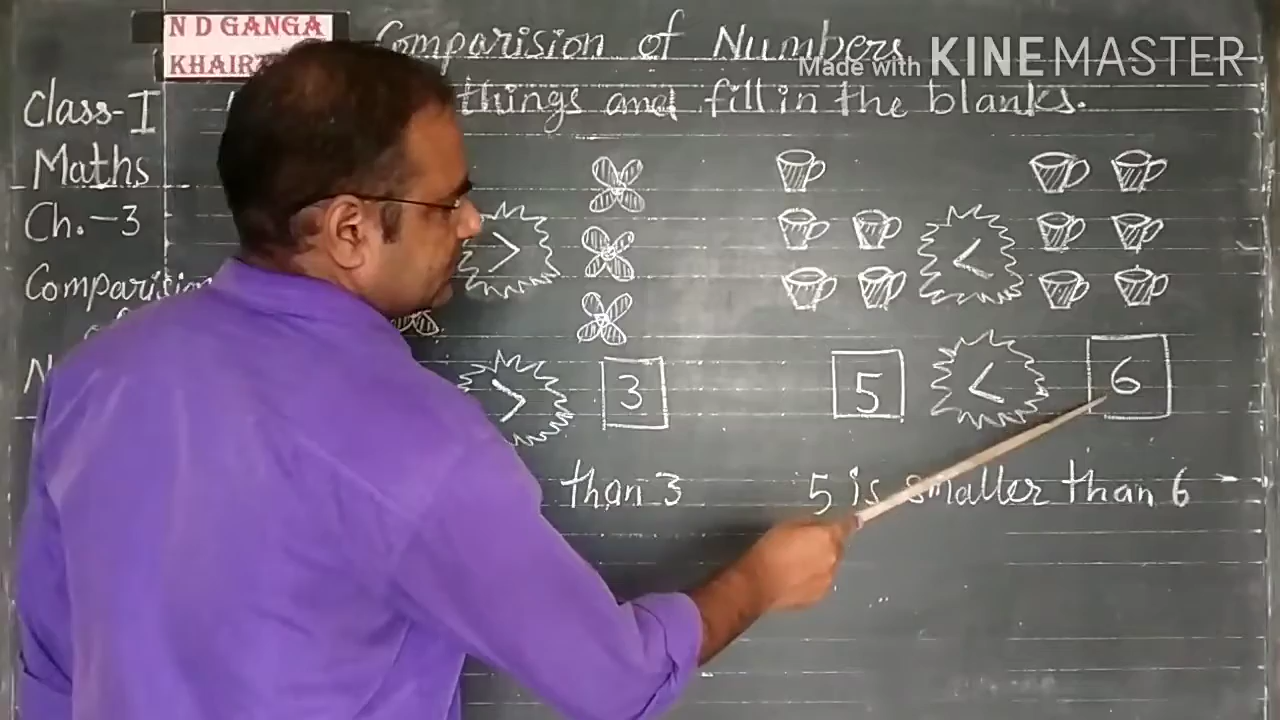 N D GANGA
KHAIR
Comparision of Numbers
Made with KINEMASTER
things and fill in the blanks.
Class-I
Maths
Ch.-3
Comparision
> <
> 3 5 < 6
than 3 5 is smaller than 6